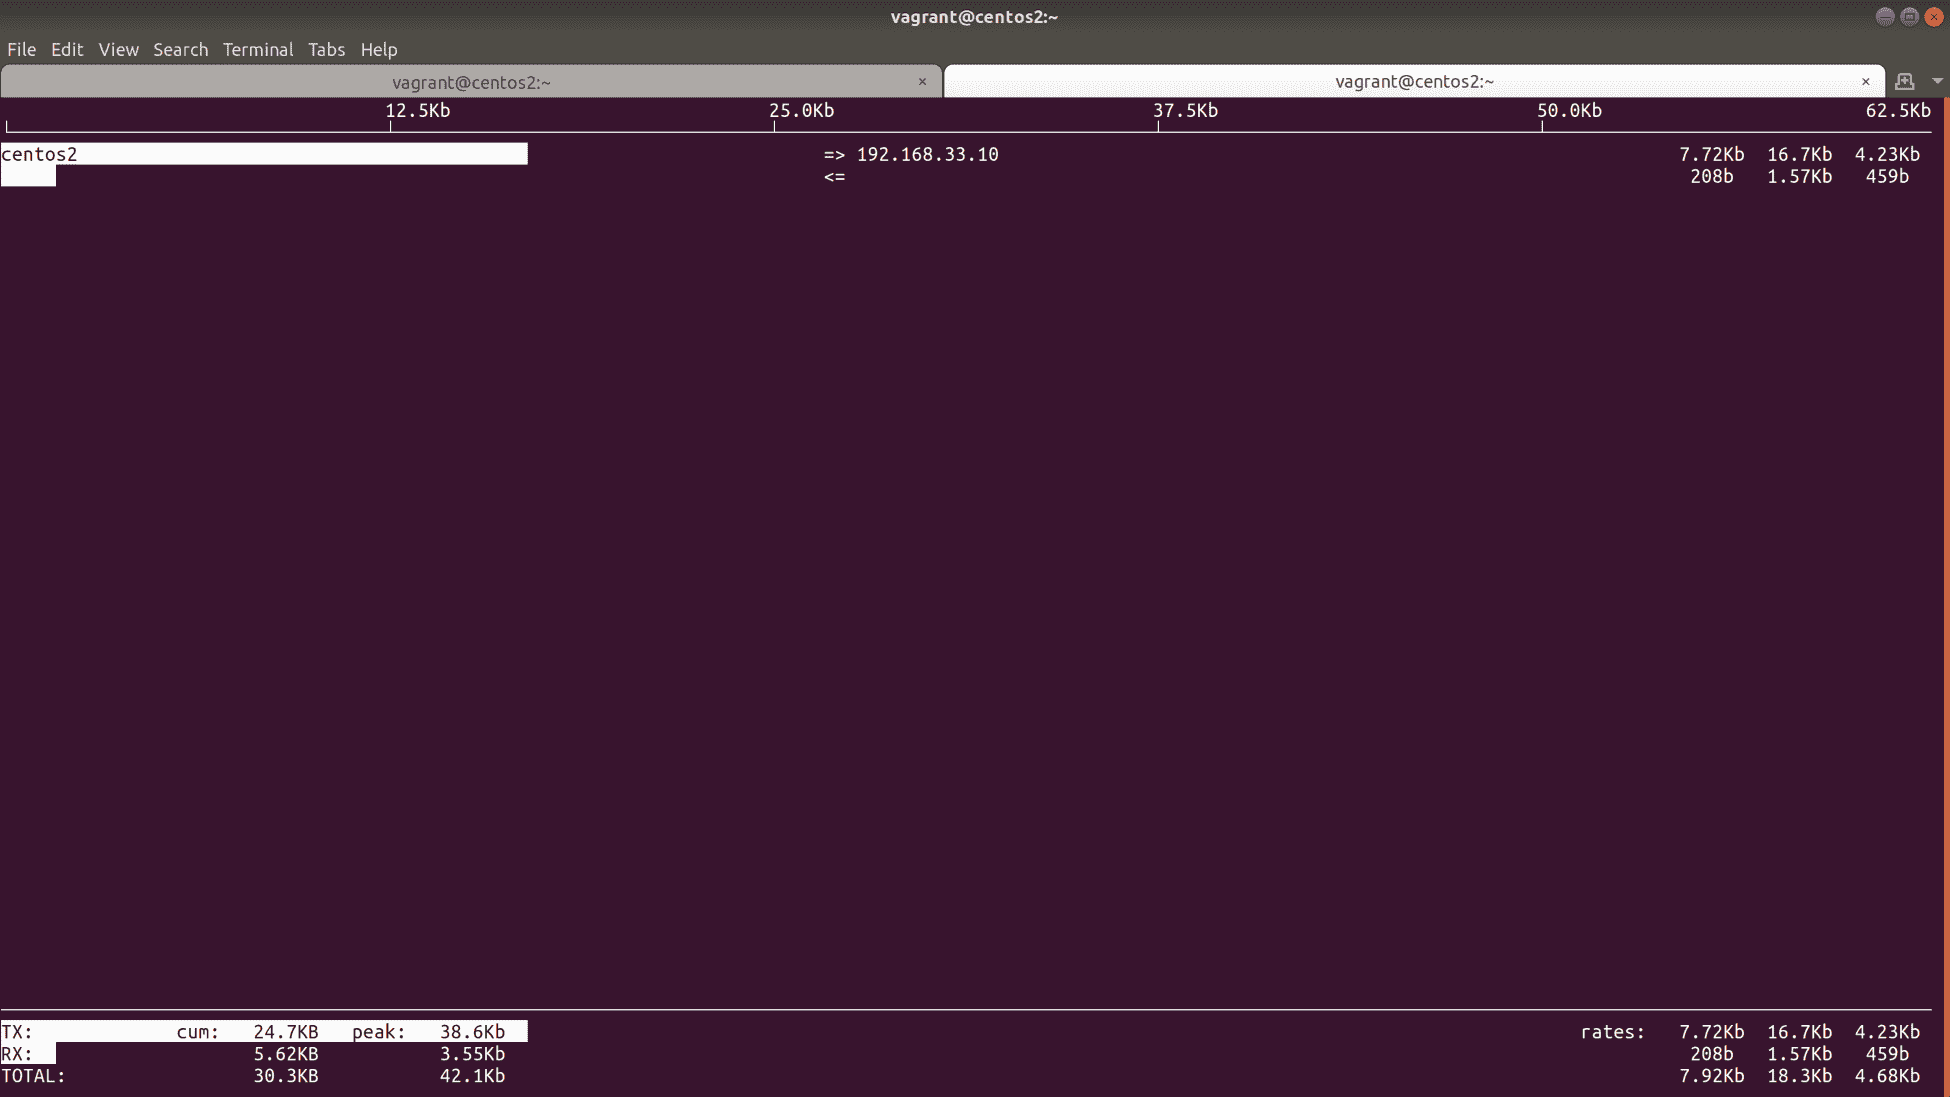 vagrant@centos2:~
File Edit View Search Terminal Tabs Help
vagrant@centos2:~ × vagrant@centos2:~ ×
12.5Kb 25.0Kb 37.5Kb 50.0Kb 62.5Kb
centos2 => 192.168.33.10 7.72Kb 16.7Kb 4.23Kb
<= 208b 1.57Kb 459b
TX: cum: 24.7KB peak: 38.6Kb rates: 7.72Kb 16.7Kb 4.23Kb
RX: 5.62KB 3.55Kb 208b 1.57Kb 459b
TOTAL: 30.3KB 42.1Kb 7.92Kb 18.3Kb 4.68Kb